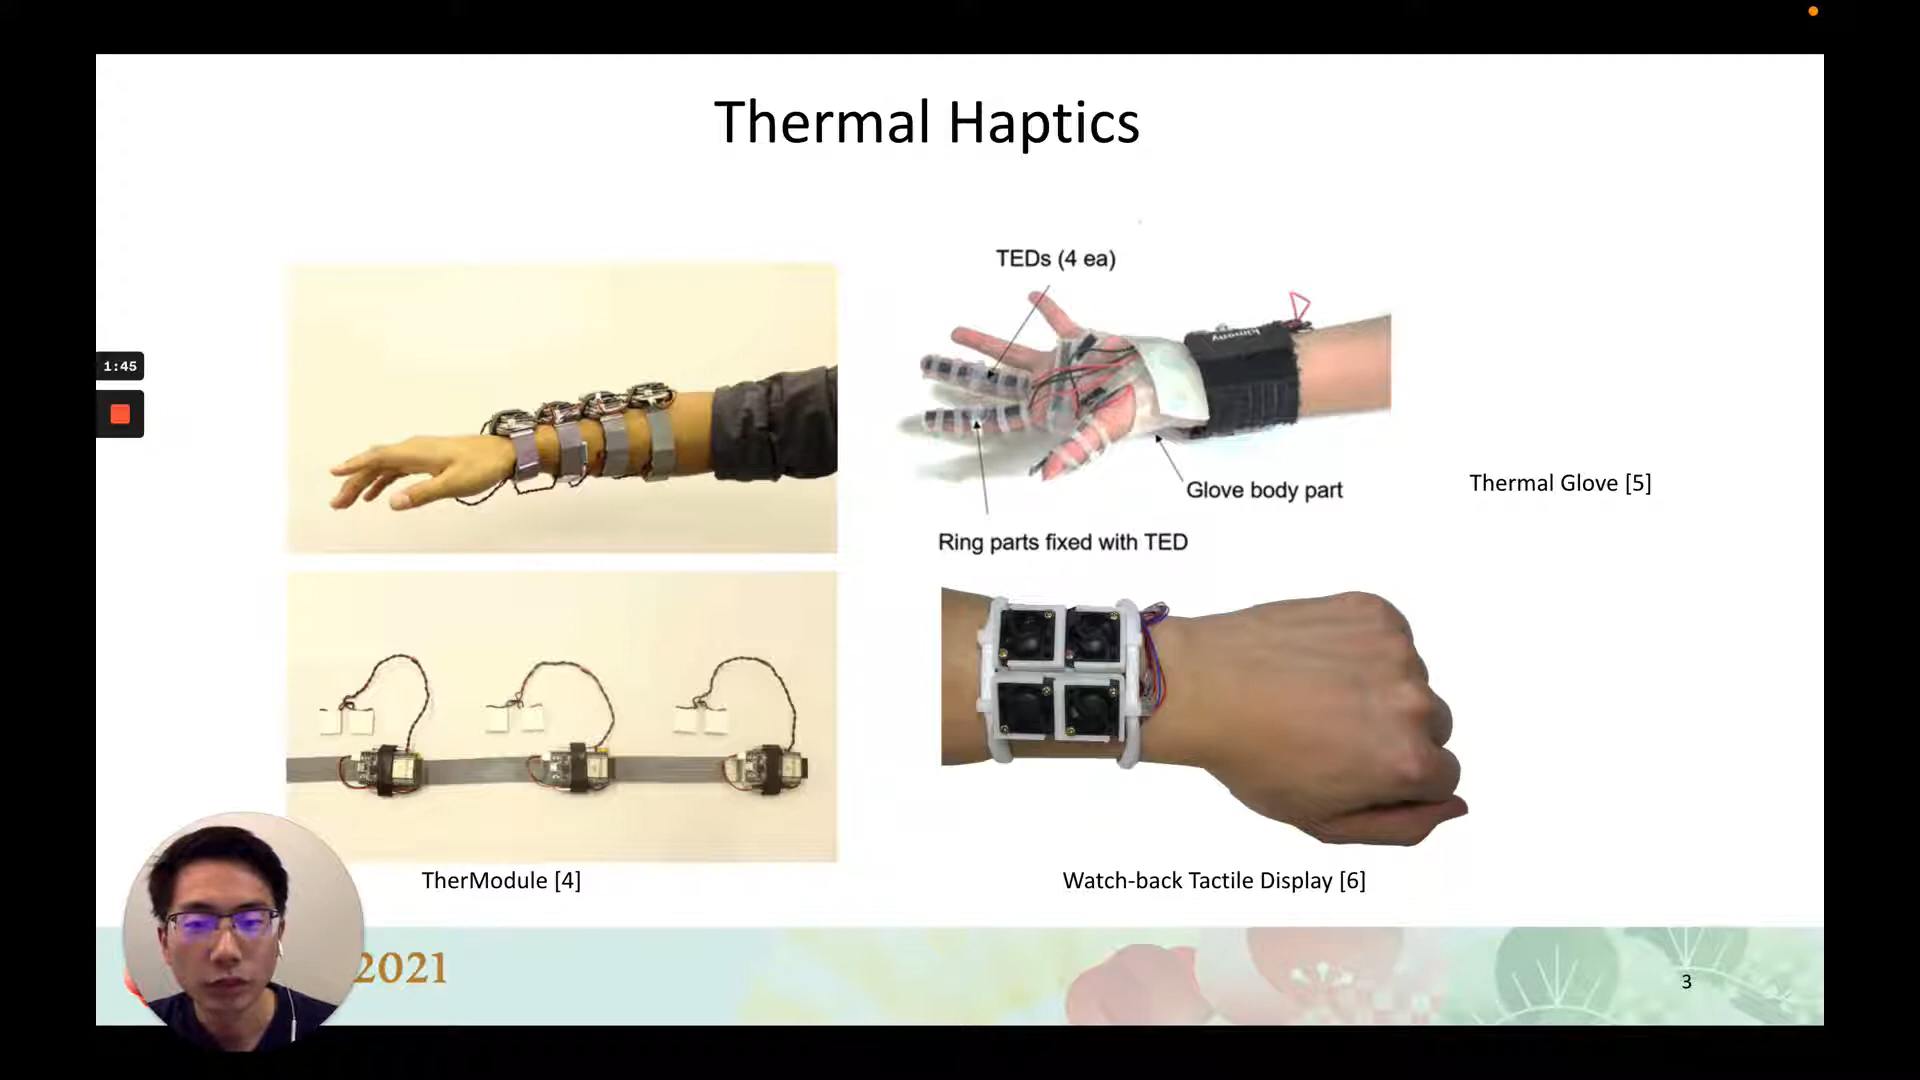 Thermal Haptics
TEDs (4 ea)
Glove body part
Thermal Glove [5]
Ring parts fixed with TED
1:45
TherModule [4]
Watch-back Tactile Display [6]
2021
3